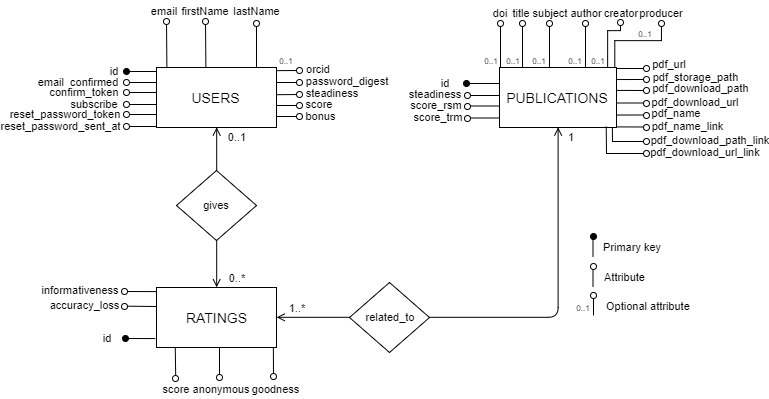 email firstName lastName
0..1
id
email_confirmed
confirm_token
subscribe
reset_password_token
reset_password_sent_at
USERS
orcid
password_digest
steadiness
score
bonus
0..1
doi title subject author creator producer
0..1
0..1 0..1 0..1 0..1
id
steadiness
score_rsm
score_trm
PUBLICATIONS
pdf_url
pdf_storage_path
pdf_download_path
pdf_download_url
pdf_name
pdf_name_link
pdf_download_path_link
pdf_download_url_link
1
gives
0..*
informativeness
accuracy_loss
id
RATINGS
score anonymous goodness
1..*
related_to
Primary key
Attribute
0..1 Optional attribute